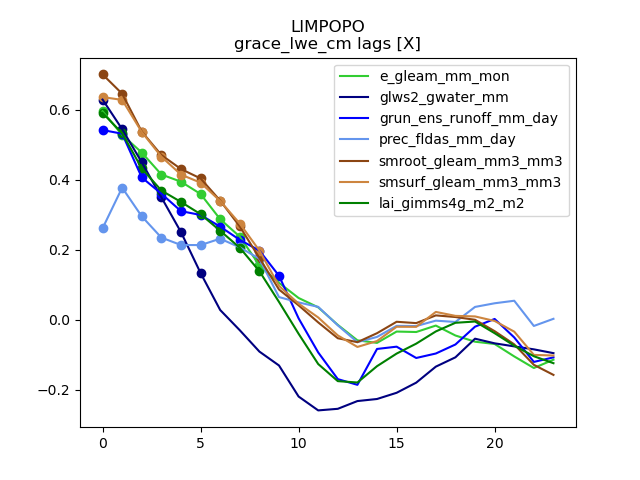 LIMPOPO
grace_lwe_cm lags [X]
e_gleam_mm_mon
glws2_gwater_mm
grun_ens_runoff_mm_day
prec_fldas_mm_day
smroot_gleam_mm3_mm3
smsurf_gleam_mm3_mm3
lai_gimms4g_m2_m2
0.6
0.4
0.2
0.0
−0.2
0 5 10 15 20